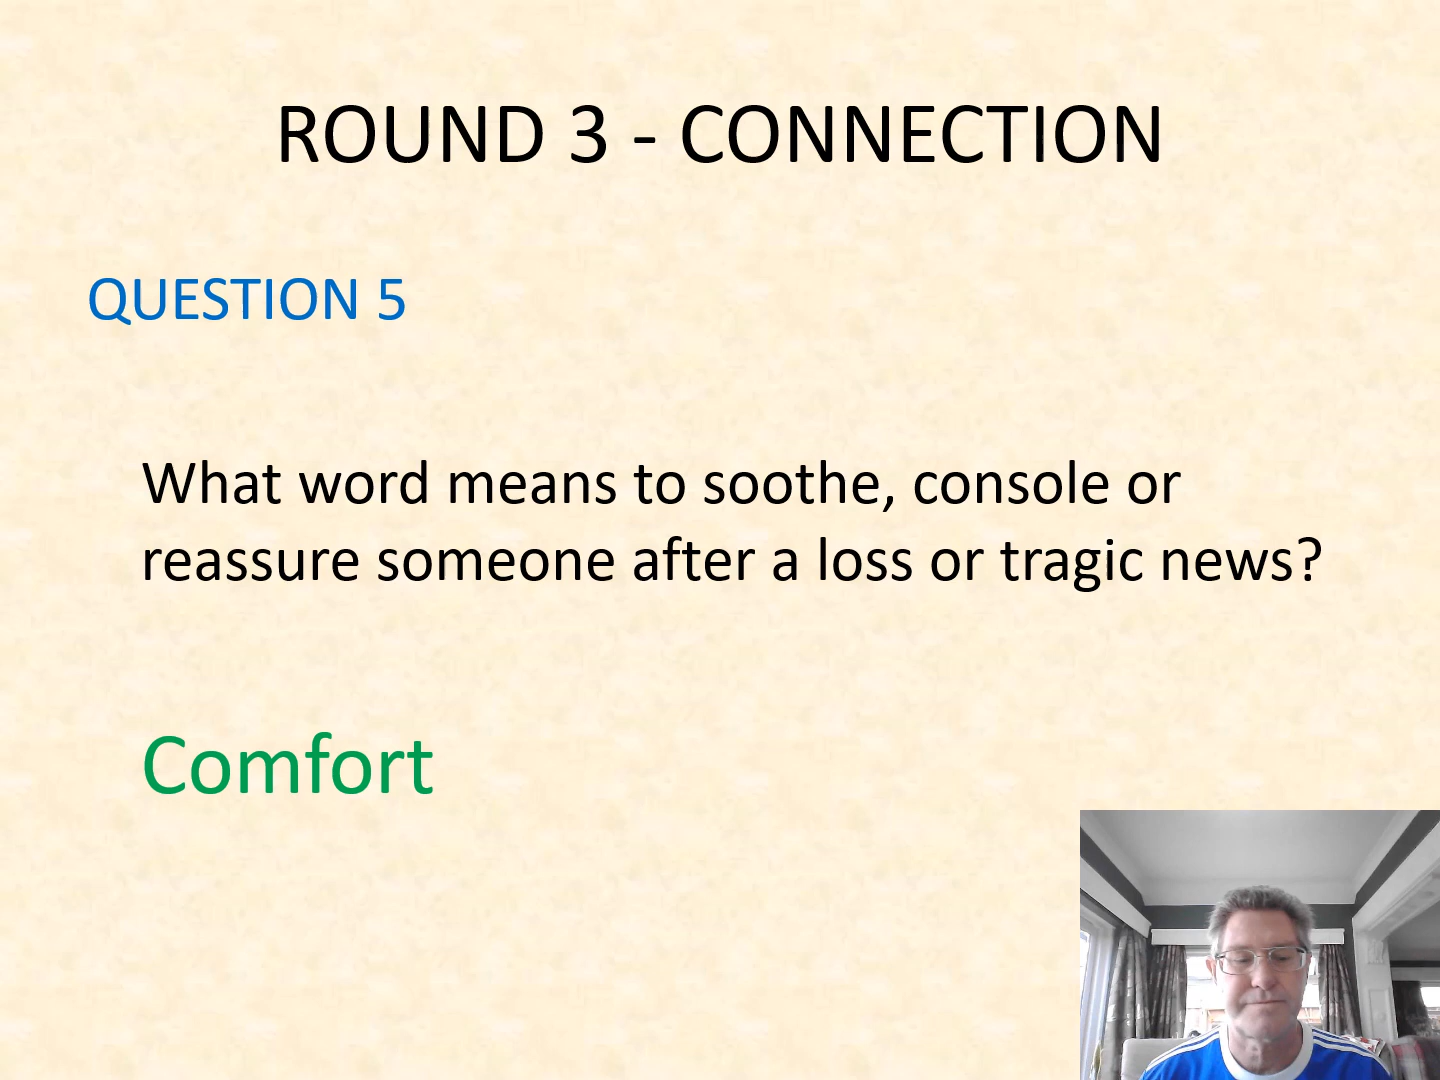 ROUND 3 - CONNECTION
QUESTION 5
What word means to soothe, console or
reassure someone after a loss or tragic news?
Comfort